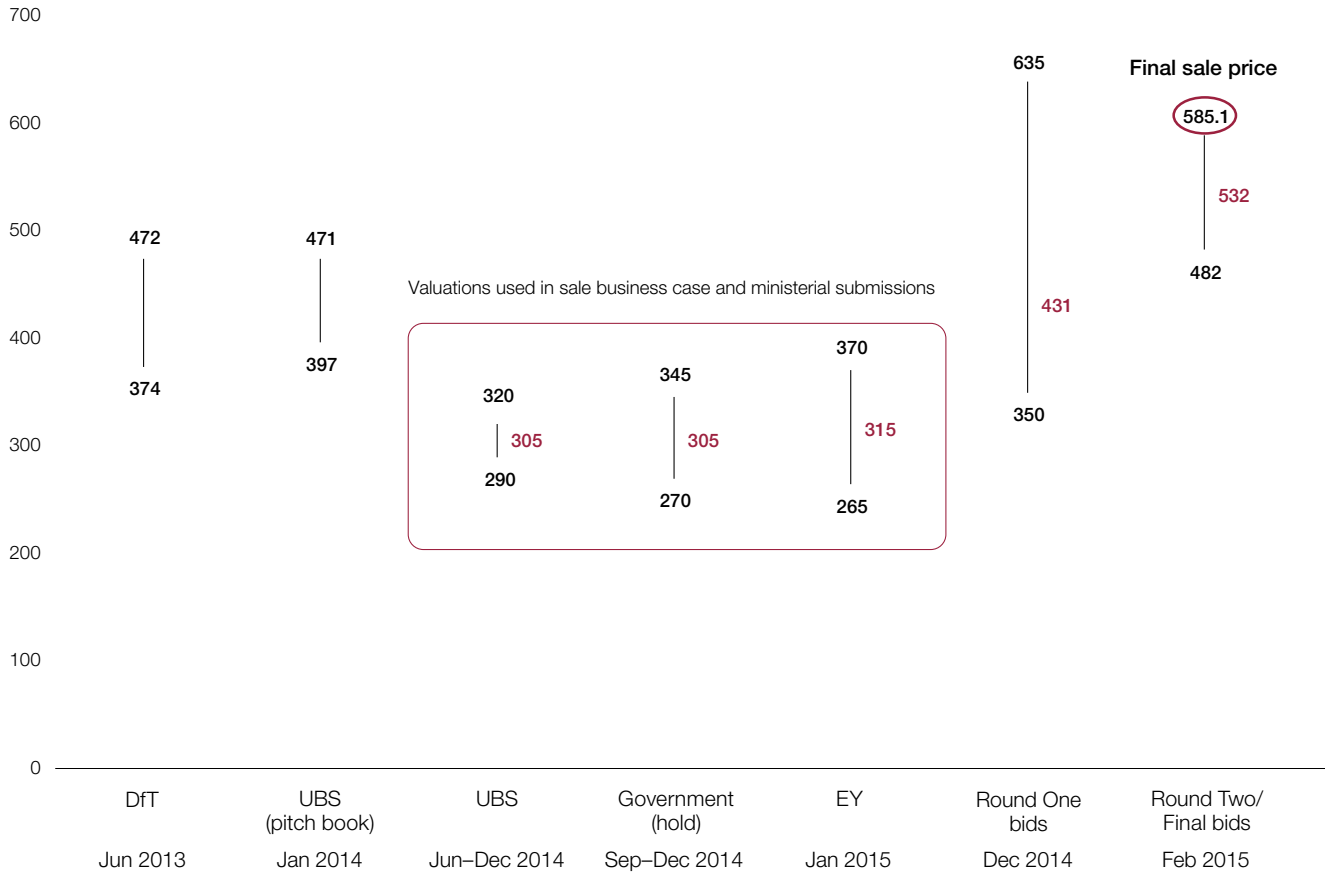 700
635
Final sale price
600
585.1
532
500
472
471
482
Valuations used in sale business case and ministerial submissions
431
400
374
397
370
345
320
350
300
305
305
315
290
270
265
200
100
0
DfT
UBS
(pitch book)
UBS
Government
(hold)
EY
Round One
bids
Round Two/
Final bids
Jun 2013
Jan 2014
Jun–Dec 2014
Sep–Dec 2014
Jan 2015
Dec 2014
Feb 2015